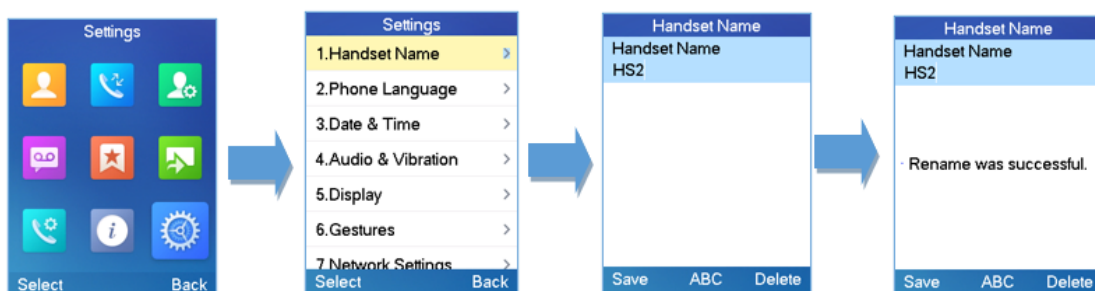 Settings
Select Back
Settings
1.Handset Name
2.Phone Language
3.Date & Time
4.Audio & Vibration
5.Display
6.Gestures
7.Network Settings
Select Back
Handset Name
Handset Name
HS2
Save ABC Delete
Handset Name
Handset Name
HS2
Rename was successful.
Save ABC Delete